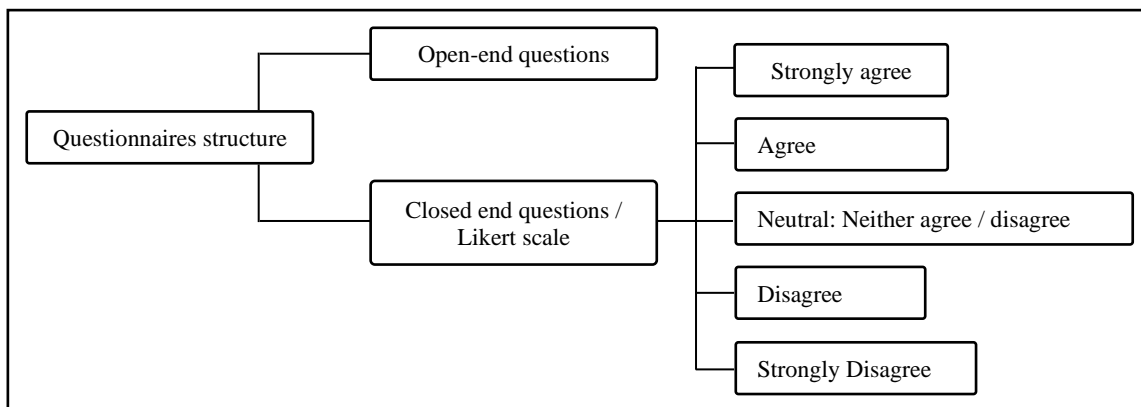 Open-end questions
Questionnaires structure
Closed end questions /
Likert scale
Strongly agree
Agree
Neutral: Neither agree / disagree
Disagree
Strongly Disagree